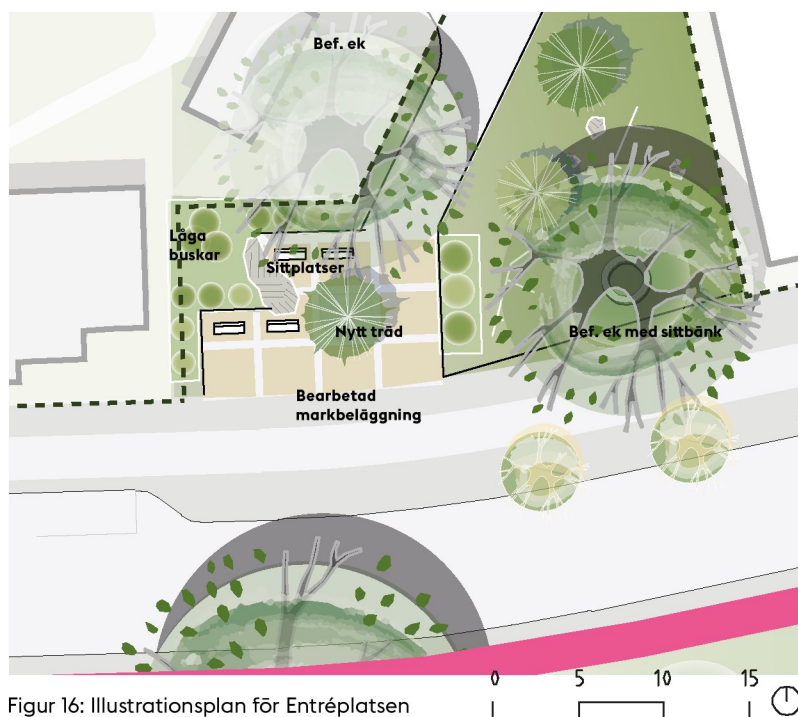 Bef. ek
Låga
buskar
Sittplatser
Nytt träd
Bef. ek med sittbänk
Bearbetad
markbeläggning
0 5 10 15
Figur 16: Illustrationsplan för Entréplatsen